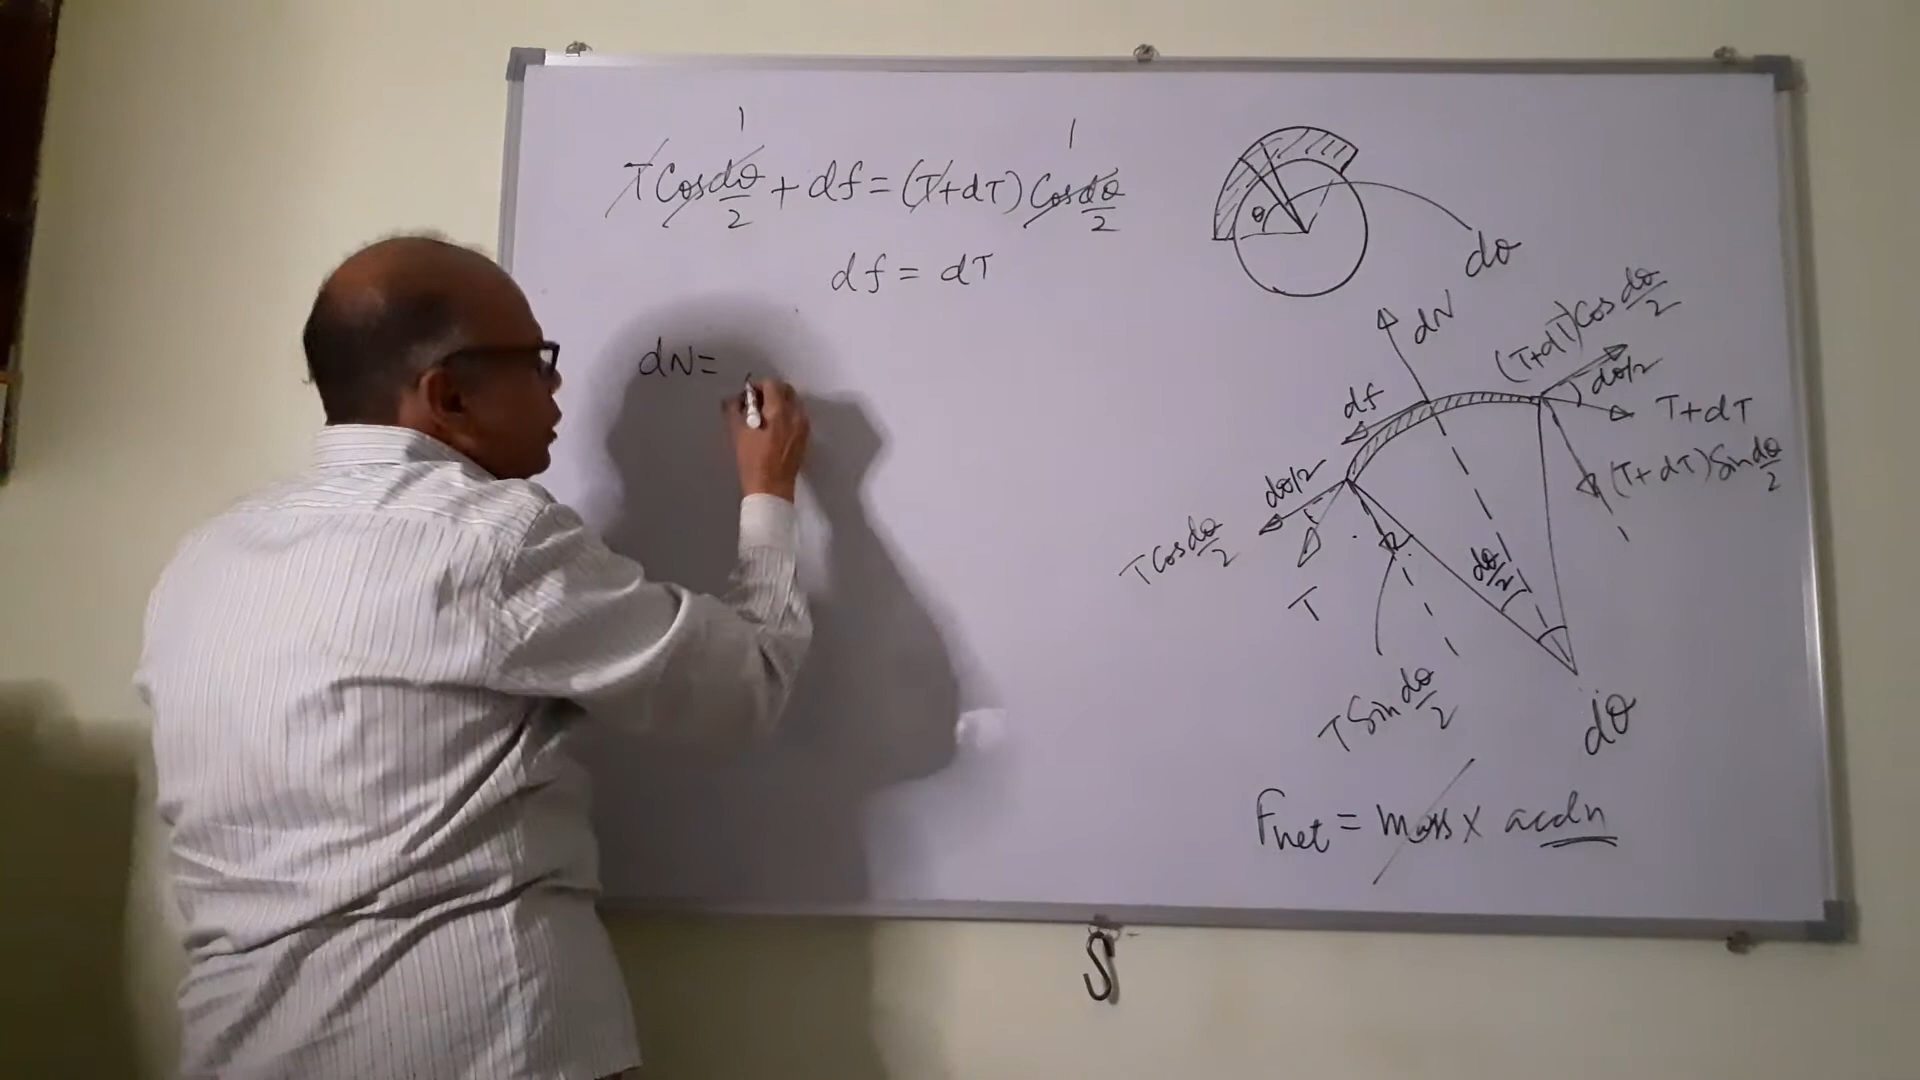 1 1
T Cos dθ/2 + df = (T+dT) Cos dθ/2
df = dT
dN =
θ
dθ
dN
(T+dT) Cos dθ/2
dθ/2
df
T+dT
(T+dT) Sin dθ/2
dθ/2
T Cos dθ/2
T
dθ/2
T Sin dθ/2
dθ
Fnet = mass x accln